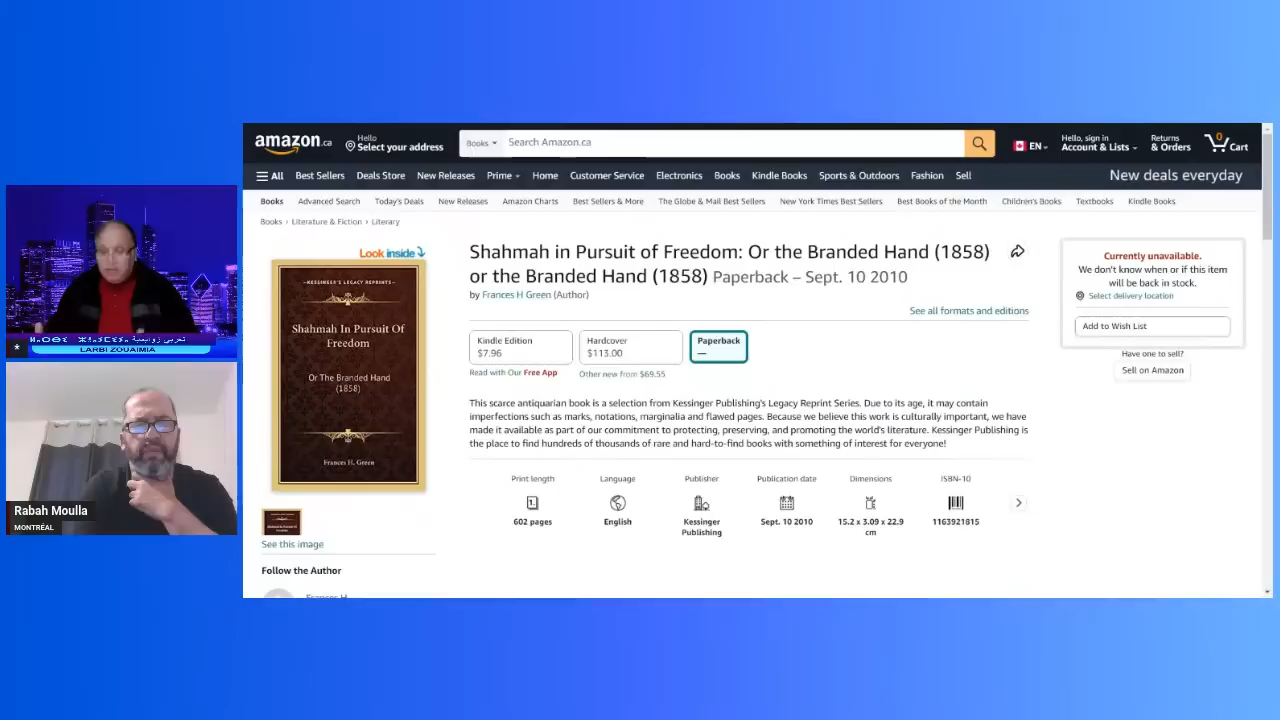 amazon.ca
Hello
Select your address
Books
Search Amazon.ca
EN
Hello, sign in
Account & Lists
Returns
& Orders
0
Cart
All
Best Sellers
Deals Store
New Releases
Prime
Home
Customer Service
Electronics
Books
Kindle Books
Sports & Outdoors
Fashion
Sell
New deals everyday
Books
Advanced Search
Today's Deals
New Releases
Amazon Charts
Best Sellers & More
The Globe & Mail Best Sellers
New York Times Best Sellers
Best Books of the Month
Children's Books
Textbooks
Kindle Books
Books › Literature & Fiction › Literary
Look inside
KESSINGER'S LEGACY REPRINTS
Shahmah In Pursuit Of
Freedom
Or The Branded Hand
(1858)
Frances H. Green
See this image
Follow the Author
Frances H
Shahmah in Pursuit of Freedom: Or the Branded Hand (1858)
or the Branded Hand (1858) Paperback – Sept. 10 2010
by Frances H Green (Author)
See all formats and editions
Kindle Edition
$7.96
Read with Our Free App
Hardcover
$113.00
Other new from $69.55
Paperback
—
This scarce antiquarian book is a selection from Kessinger Publishing's Legacy Reprint Series. Due to its age, it may contain
imperfections such as marks, notations, marginalia and flawed pages. Because we believe this work is culturally important, we have
made it available as part of our commitment to protecting, preserving, and promoting the world's literature. Kessinger Publishing is
the place to find hundreds of thousands of rare and hard-to-find books with something of interest for everyone!
Print length
602 pages
Language
English
Publisher
Kessinger
Publishing
Publication date
Sept. 10 2010
Dimensions
15.2 x 3.09 x 22.9
cm
ISBN-10
1163921815
Currently unavailable.
We don't know when or if this item
will be back in stock.
Select delivery location
Add to Wish List
Have one to sell?
Sell on Amazon
LARBI ZOUAIMIA
Rabah Moulla
MONTRÉAL